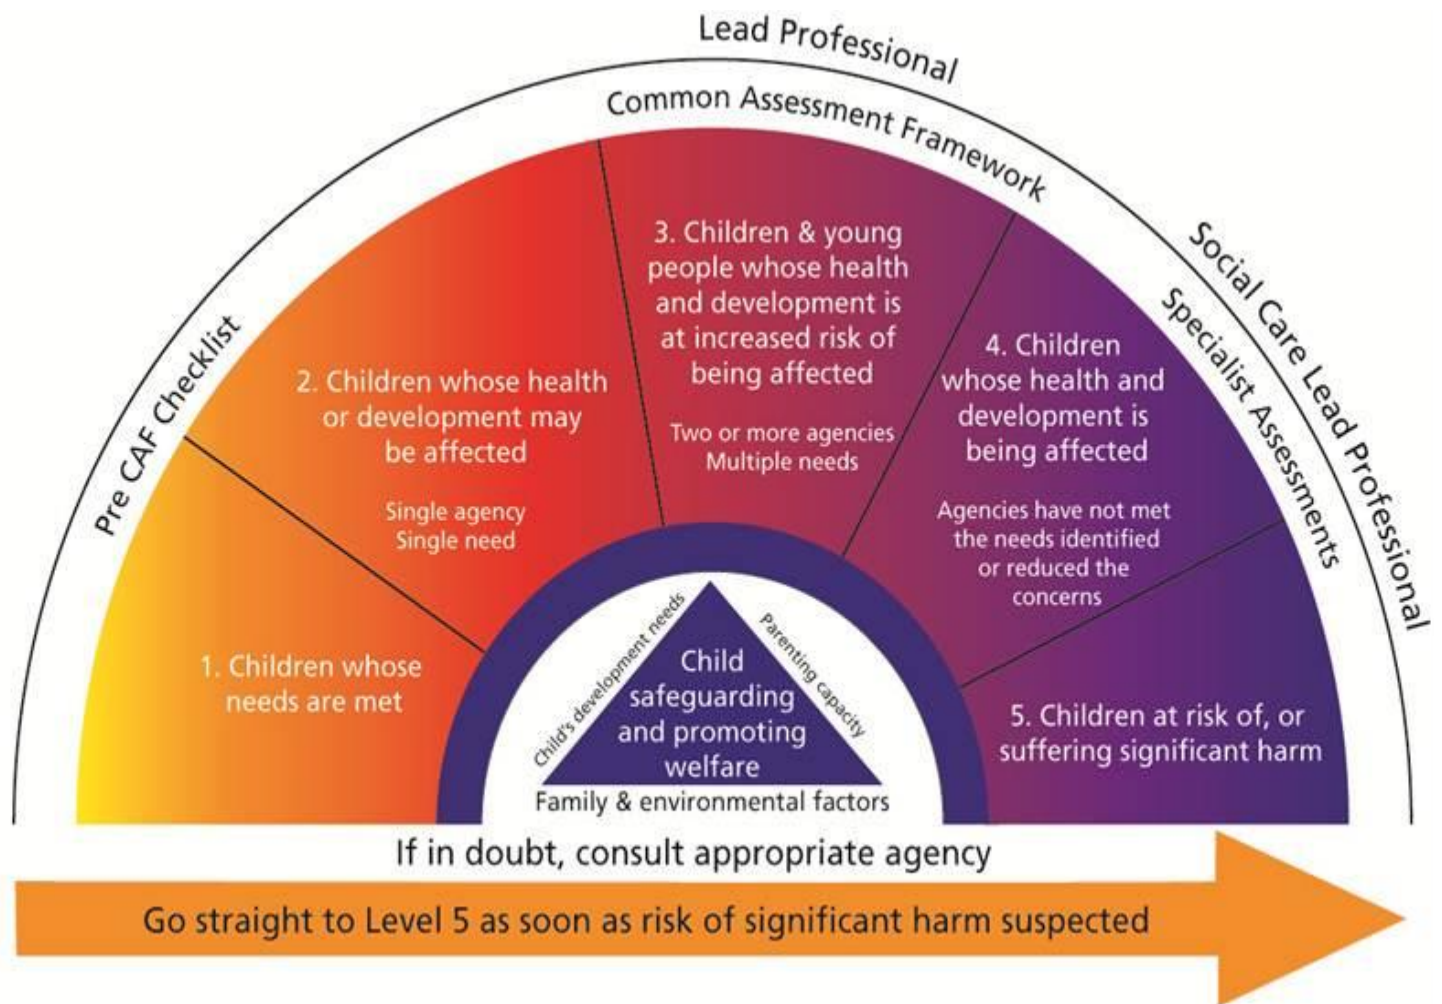 Lead Professional
Common Assessment Framework
Social Care Lead Professional
Specialist Assessments
Pre CAF Checklist
1. Children whose
needs are met
2. Children whose health
or development may
be affected
Single agency
Single need
3. Children & young
people whose health
and development is
at increased risk of
being affected
Two or more agencies
Multiple needs
4. Children
whose health and
development is
being affected
Agencies have not met
the needs identified
or reduced the
concerns
5. Children at risk of, or
suffering significant harm
Child's development needs
Parenting capacity
Child
safeguarding
and promoting
welfare
Family & environmental factors
If in doubt, consult appropriate agency
Go straight to Level 5 as soon as risk of significant harm suspected